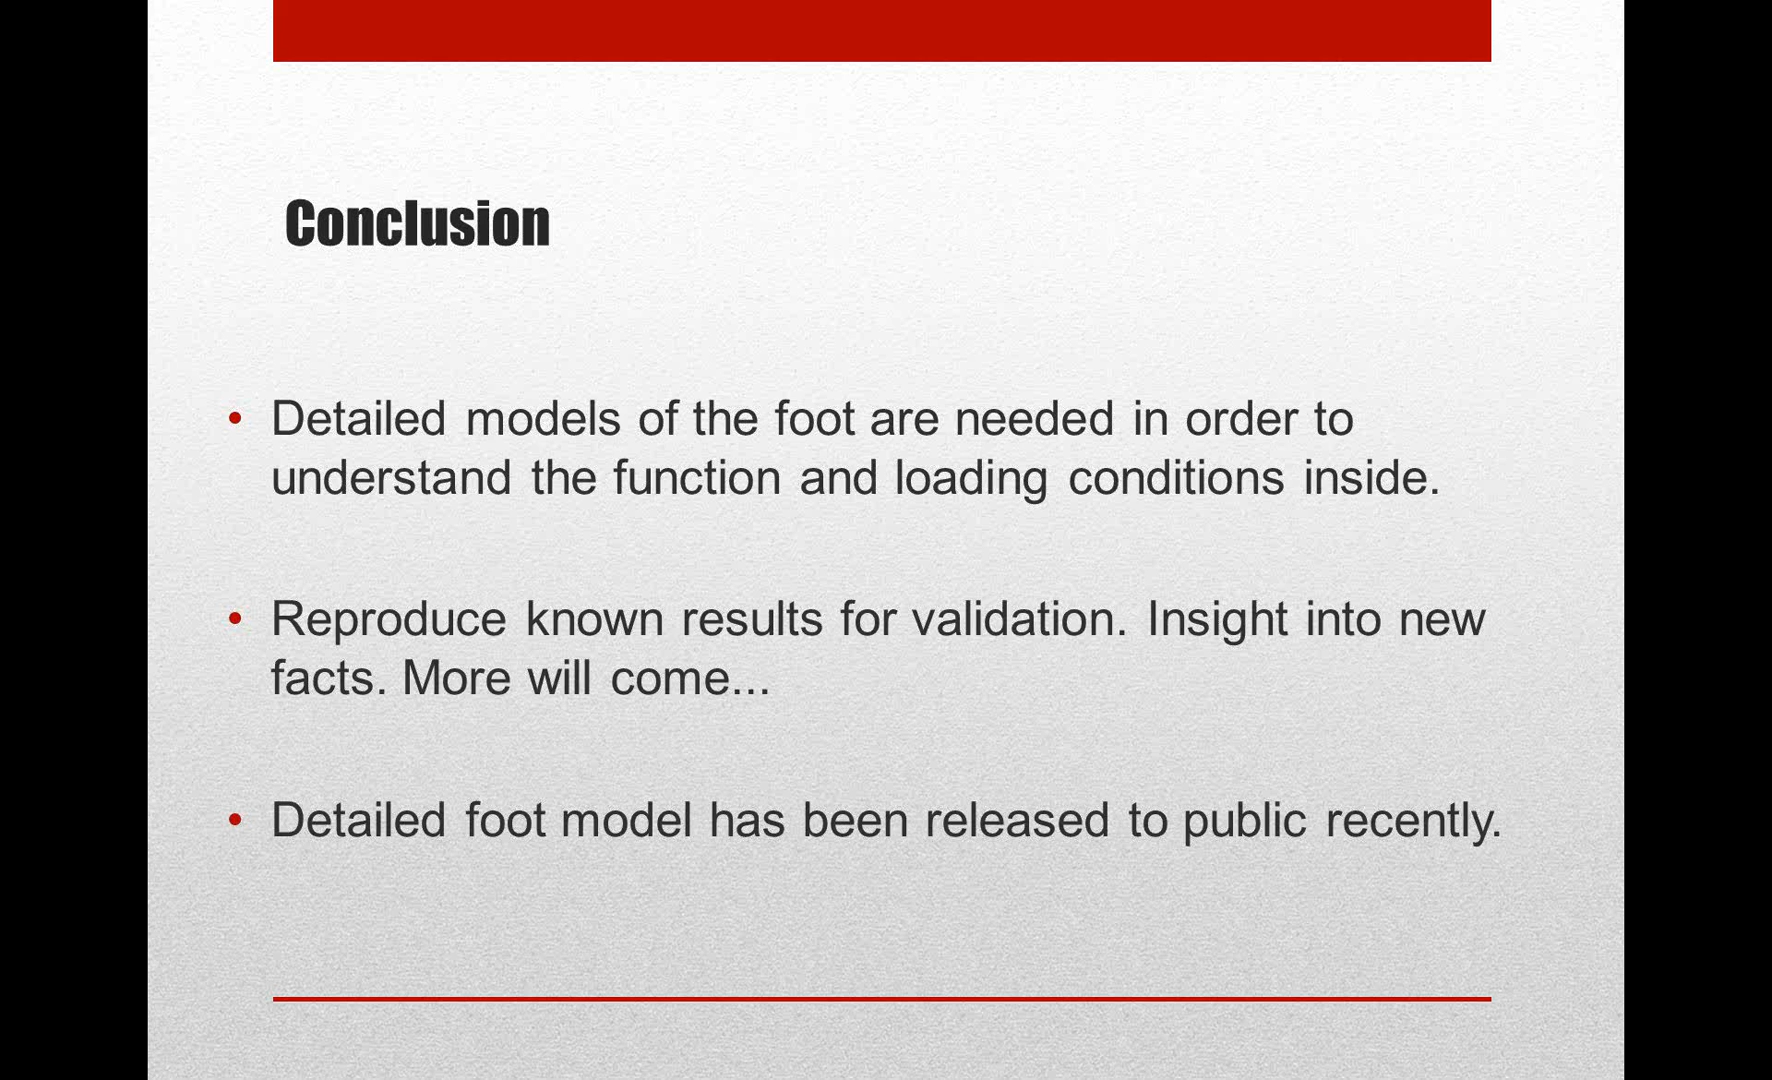 Conclusion
• Detailed models of the foot are needed in order to
understand the function and loading conditions inside.
• Reproduce known results for validation. Insight into new
facts. More will come...
• Detailed foot model has been released to public recently.